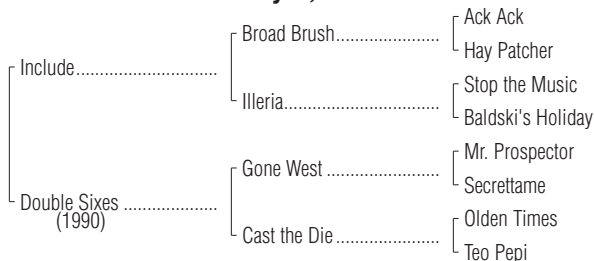 Ack Ack
Broad Brush
Hay Patcher
Include
Stop the Music
Illeria
Baldski's Holiday
Mr. Prospector
Gone West
Secrettame
Double Sixes
(1990)
Olden Times
Cast the Die
Teo Pepi